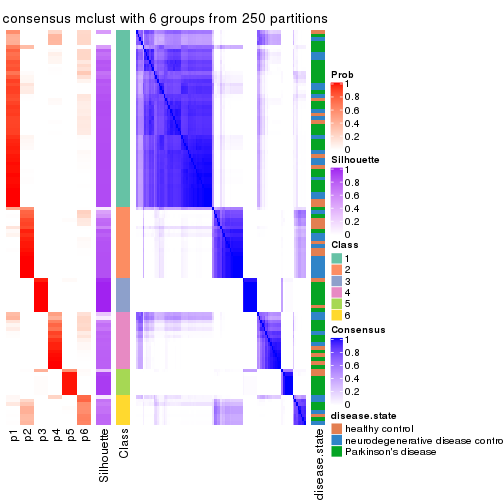 consensus mclust with 6 groups from 250 partitions
Prob
1
0.8
0.6
0.4
0.2
0
Silhouette
1
0.8
0.6
0.4
0.2
0
Class
1
2
3
4
5
6
Consensus
1
0.8
0.6
0.4
0.2
0
disease.state
healthy control
neurodegenerative disease contro
Parkinson's disease
p1
p2
p3
p4
p5
p6
Silhouette
Class
disease.state